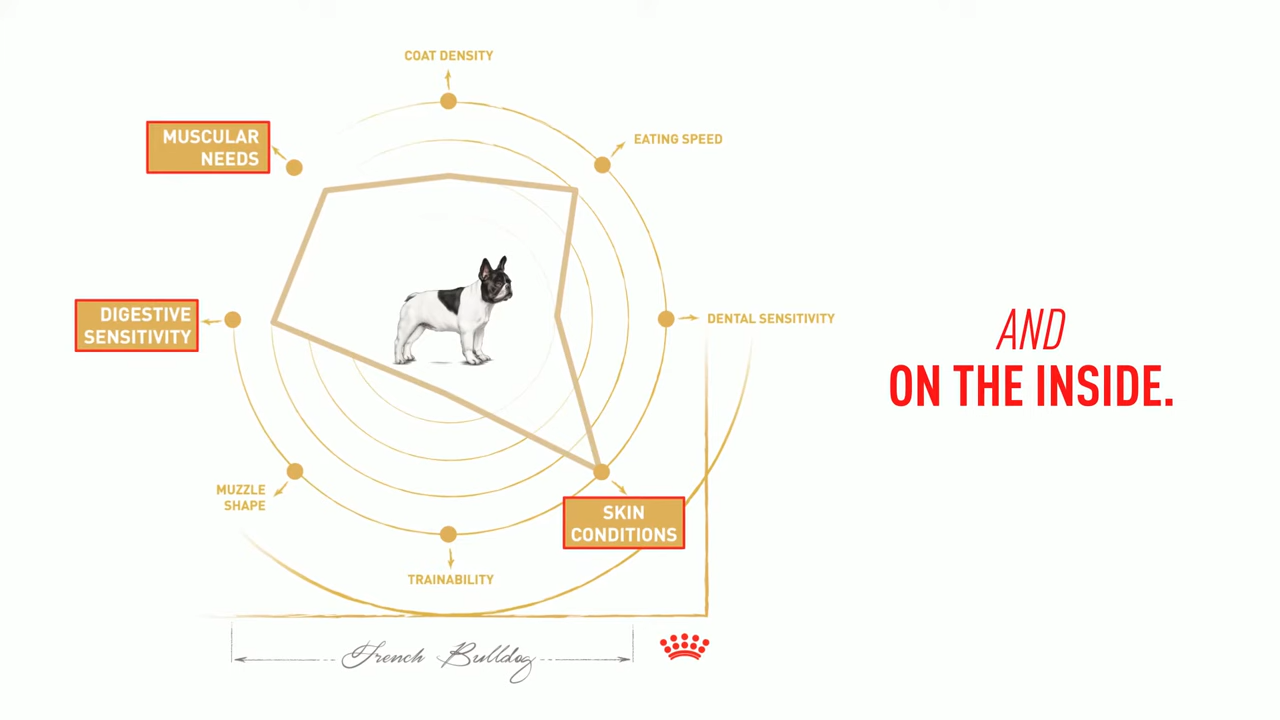 COAT DENSITY
MUSCULAR
NEEDS
EATING SPEED
DIGESTIVE
SENSITIVITY
DENTAL SENSITIVITY
AND
ON THE INSIDE.
MUZZLE
SHAPE
SKIN
CONDITIONS
TRAINABILITY
French Bulldog